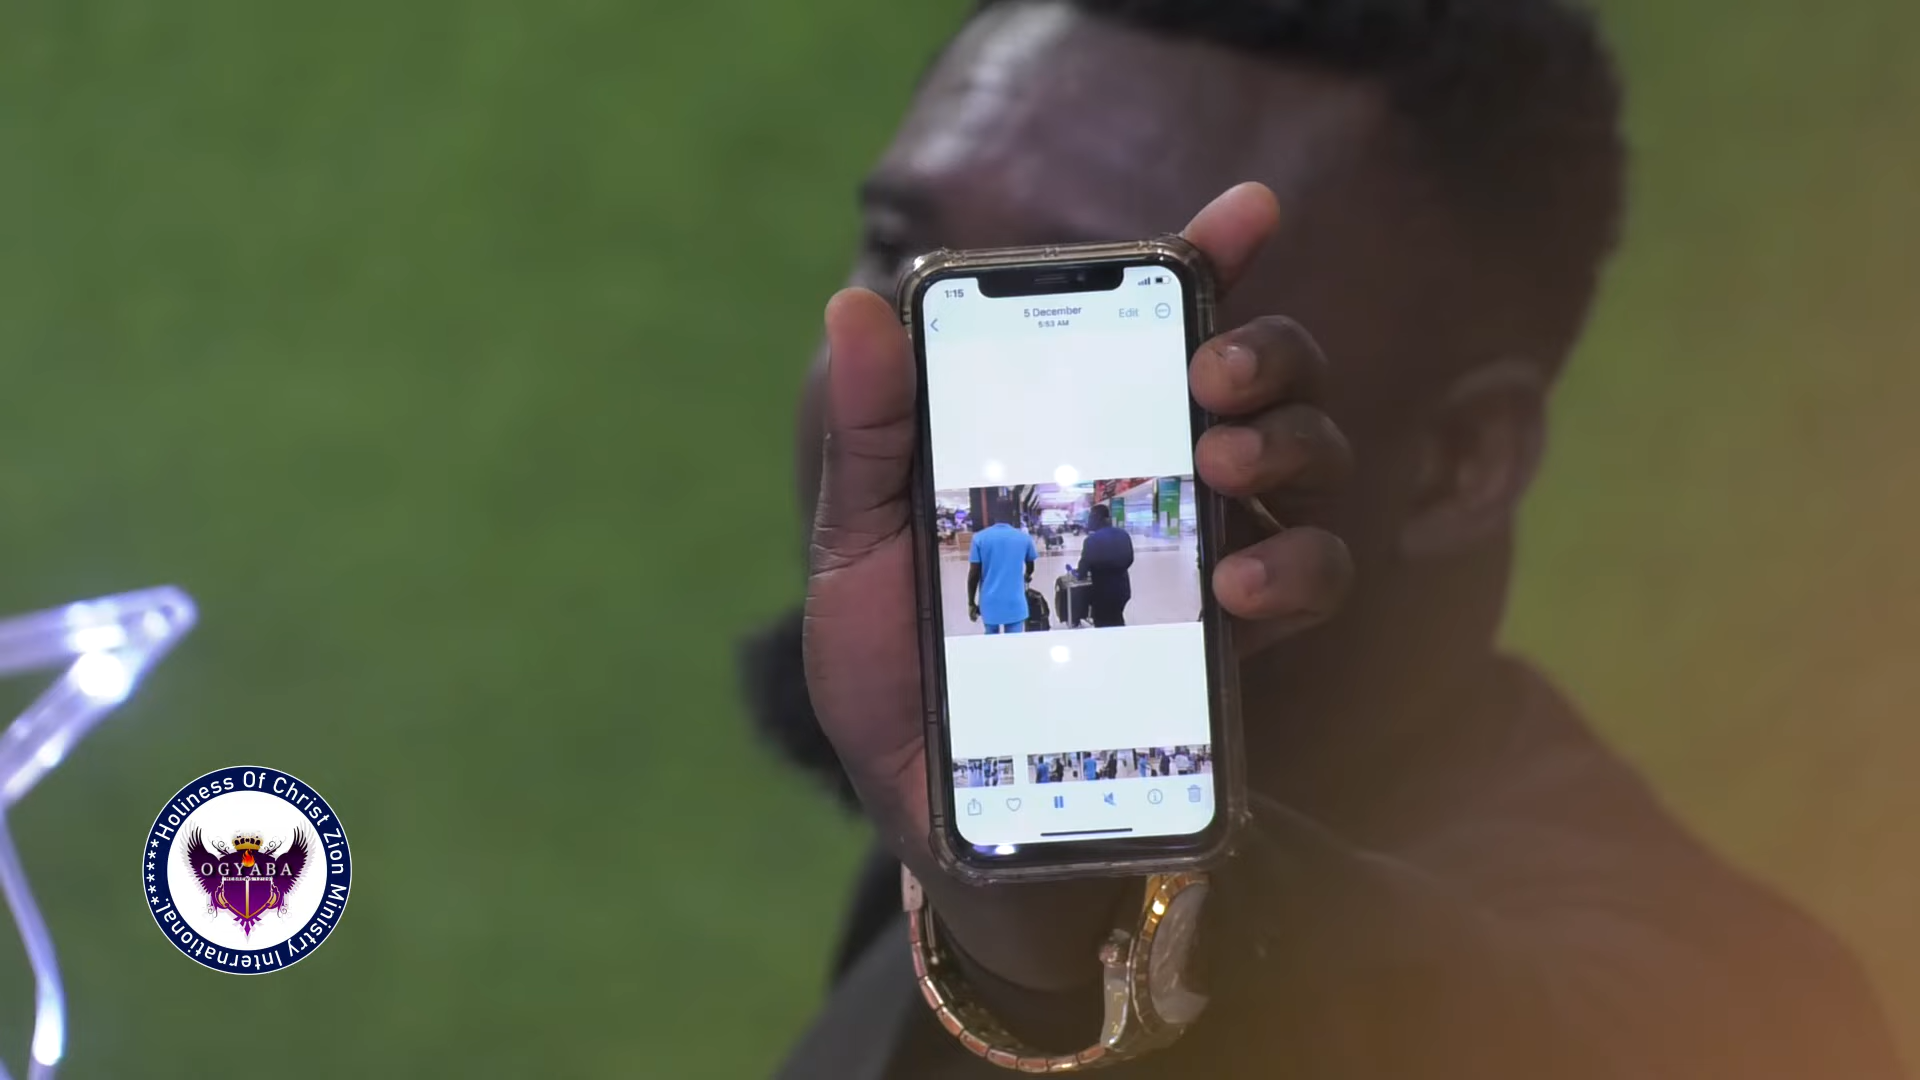 1:15
5 December
5:53 AM
Edit
*****Holiness Of Christ Zion Ministry International.*****
OGYABA